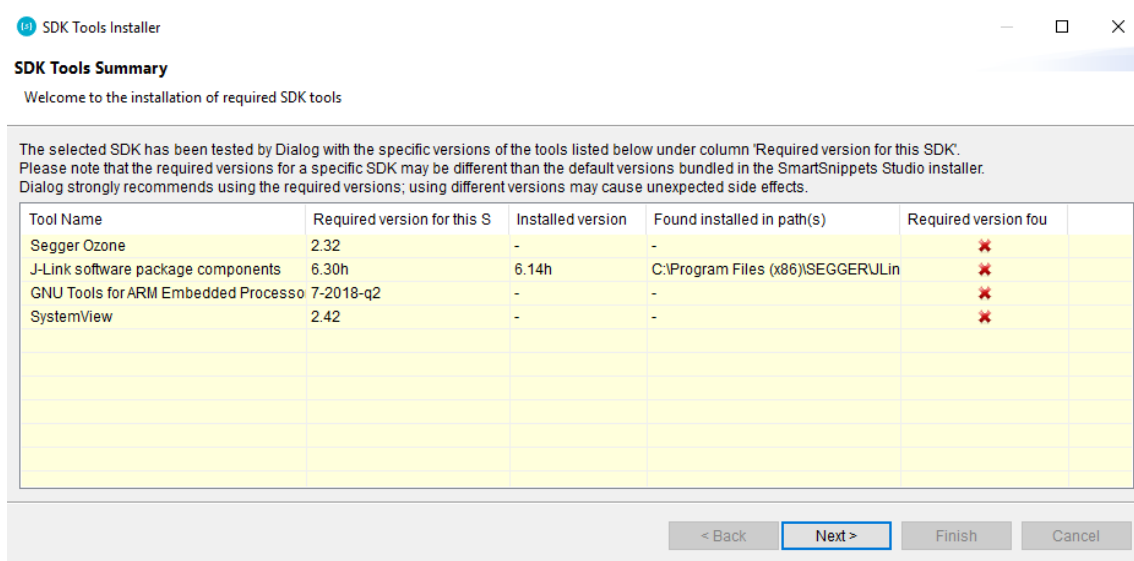 SDK Tools Installer
SDK Tools Summary
Welcome to the installation of required SDK tools
The selected SDK has been tested by Dialog with the specific versions of the tools listed below under column 'Required version for this SDK'.
Please note that the required versions for a specific SDK may be different than the default versions bundled in the SmartSnippets Studio installer.
Dialog strongly recommends using the required versions; using different versions may cause unexpected side effects.
Tool Name Required version for this S Installed version Found installed in path(s) Required version fou
Segger Ozone 2.32 - -
J-Link software package components 6.30h 6.14h C:\Program Files (x86)\SEGGER\JLin
GNU Tools for ARM Embedded Processo 7-2018-q2 - -
SystemView 2.42 - -
< Back Next > Finish Cancel